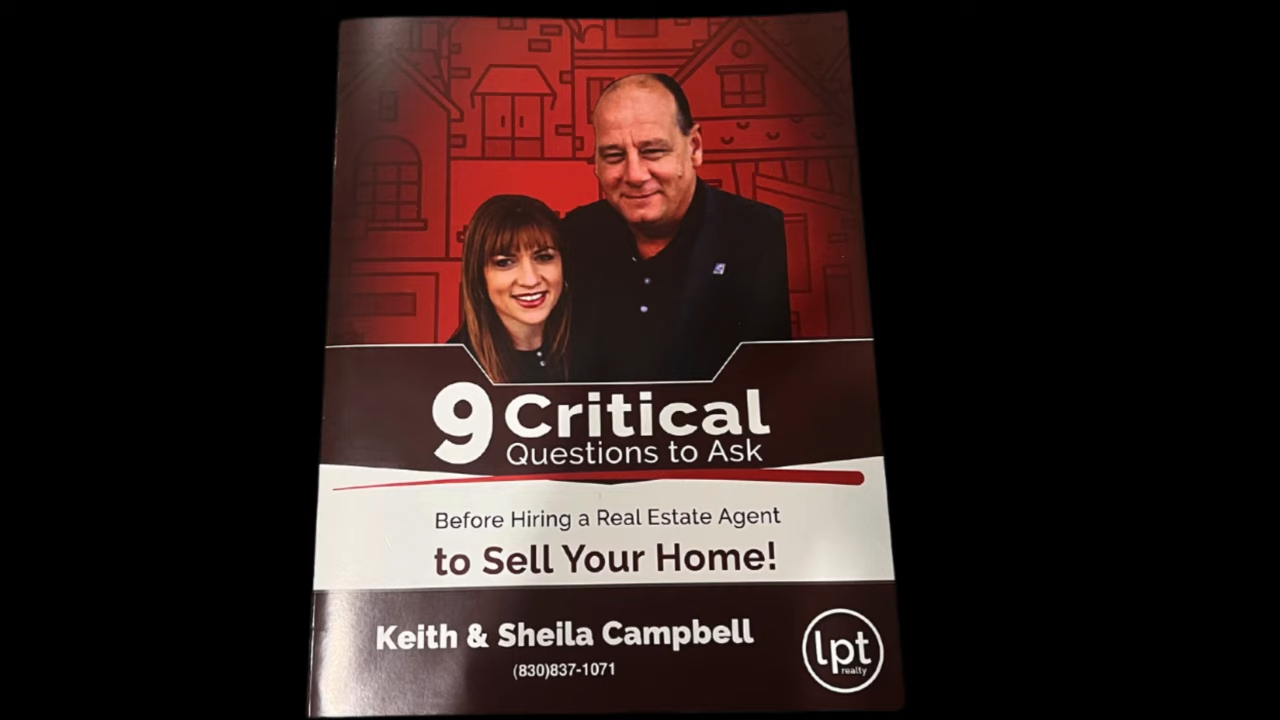 9 Critical
Questions to Ask
Before Hiring a Real Estate Agent
to Sell Your Home!
Keith & Sheila Campbell
(830)837-1071
lpt
realty